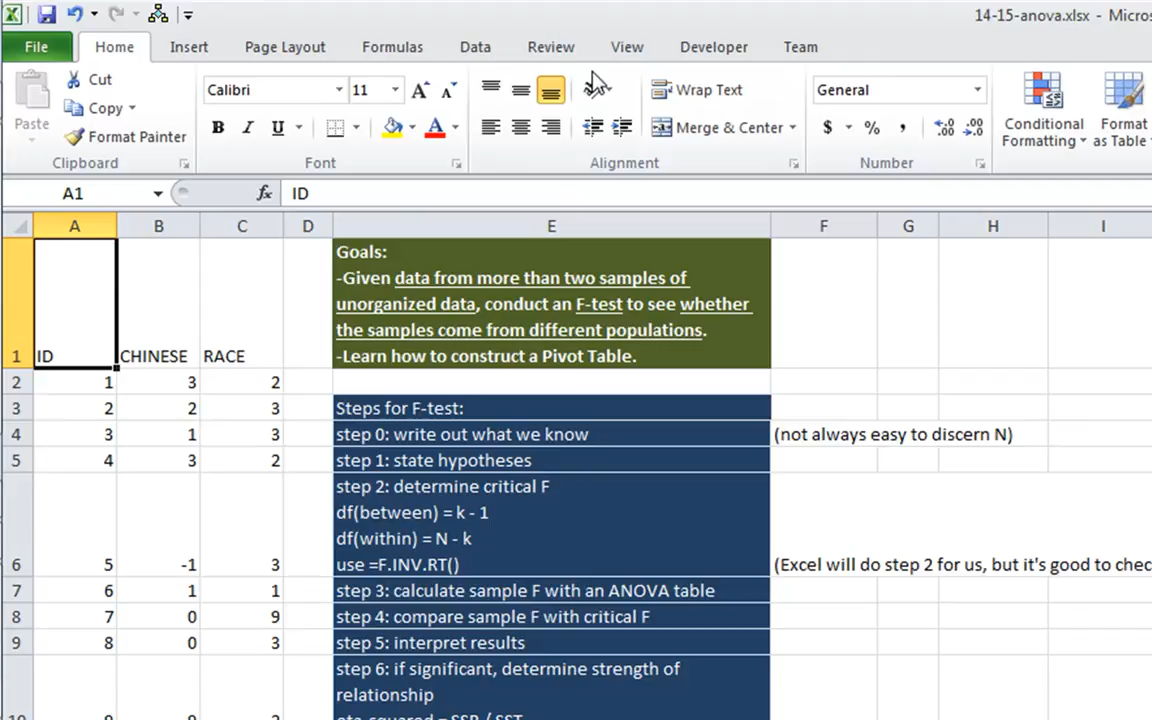 14-15-anova.xlsx - Micros
File Home Insert Page Layout Formulas Data Review View Developer Team
Cut
Copy
Format Painter
Paste
Clipboard
Calibri 11 A A
B I U A
Font
Wrap Text
Merge & Center
Alignment
General
$ % , .00 .00
Number
Conditional Formatting
Format as Table
A1 fx ID
A B C D E F G H I
Goals:
-Given data from more than two samples of
unorganized data, conduct an F-test to see whether
the samples come from different populations.
-Learn how to construct a Pivot Table.
1 ID CHINESE RACE
2 1 3 2
3 2 2 3 Steps for F-test:
4 3 1 3 step 0: write out what we know (not always easy to discern N)
5 4 3 2 step 1: state hypotheses
step 2: determine critical F
df(between) = k - 1
df(within) = N - k
6 5 -1 3 use =F.INV.RT() (Excel will do step 2 for us, but it's good to chec
7 6 1 1 step 3: calculate sample F with an ANOVA table
8 7 0 9 step 4: compare sample F with critical F
9 8 0 3 step 5: interpret results
step 6: if significant, determine strength of
relationship
eta-squared = SSB / SST